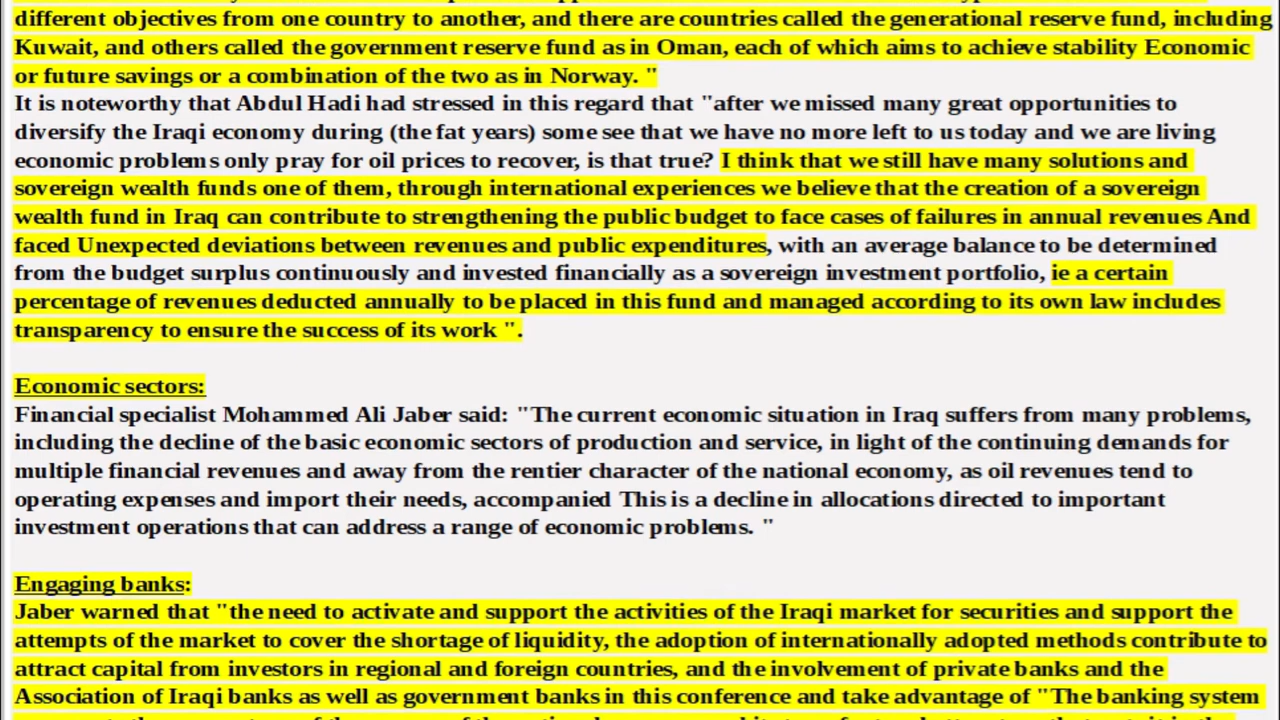 different objectives from one country to another, and there are countries called the generational reserve fund, including
Kuwait, and others called the government reserve fund as in Oman, each of which aims to achieve stability Economic
or future savings or a combination of the two as in Norway. "
It is noteworthy that Abdul Hadi had stressed in this regard that "after we missed many great opportunities to
diversify the Iraqi economy during (the fat years) some see that we have no more left to us today and we are living
economic problems only pray for oil prices to recover, is that true? I think that we still have many solutions and
sovereign wealth funds one of them, through international experiences we believe that the creation of a sovereign
wealth fund in Iraq can contribute to strengthening the public budget to face cases of failures in annual revenues And
faced Unexpected deviations between revenues and public expenditures, with an average balance to be determined
from the budget surplus continuously and invested financially as a sovereign investment portfolio, ie a certain
percentage of revenues deducted annually to be placed in this fund and managed according to its own law includes
transparency to ensure the success of its work ".
Economic sectors:
Financial specialist Mohammed Ali Jaber said: "The current economic situation in Iraq suffers from many problems,
including the decline of the basic economic sectors of production and service, in light of the continuing demands for
multiple financial revenues and away from the rentier character of the national economy, as oil revenues tend to
operating expenses and import their needs, accompanied This is a decline in allocations directed to important
investment operations that can address a range of economic problems. "
Engaging banks:
Jaber warned that "the need to activate and support the activities of the Iraqi market for securities and support the
attempts of the market to cover the shortage of liquidity, the adoption of internationally adopted methods contribute to
attract capital from investors in regional and foreign countries, and the involvement of private banks and the
Association of Iraqi banks as well as government banks in this conference and take advantage of "The banking system